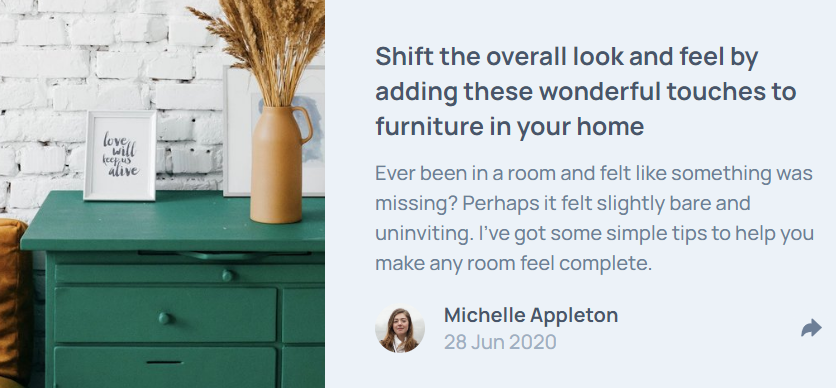 love
will
keep us
alive
Shift the overall look and feel by
adding these wonderful touches to
furniture in your home
Ever been in a room and felt like something was
missing? Perhaps it felt slightly bare and
uninviting. I've got some simple tips to help you
make any room feel complete.
Michelle Appleton
28 Jun 2020